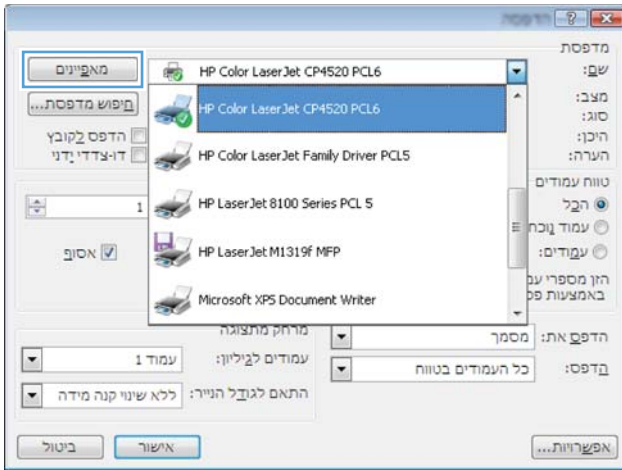 הדפסה
מדפסת
שם: HP Color LaserJet CP4520 PCL6 מאפיינים
מצב: HP Color LaserJet CP4520 PCL6 חיפוש מדפסת...
סוג:
היכן: HP Color LaserJet Family Driver PCL5 הדפס לקובץ
הערה: דו-צדדי ידני
טווח עמודים
הכל HP LaserJet 8100 Series PCL 5 1
עמוד
עמודים: HP LaserJet M1319f MFP אסוף
הזן מספרי
באמצעות Microsoft XPS Document Writer
מרחק מתצוגה
הדפס את: מסמך עמודים לגיליון: עמוד 1
הדפס: כל העמודים בטווח התאם לגודל הנייר: ללא שינוי קנה מידה
אפשרויות... אישור ביטול